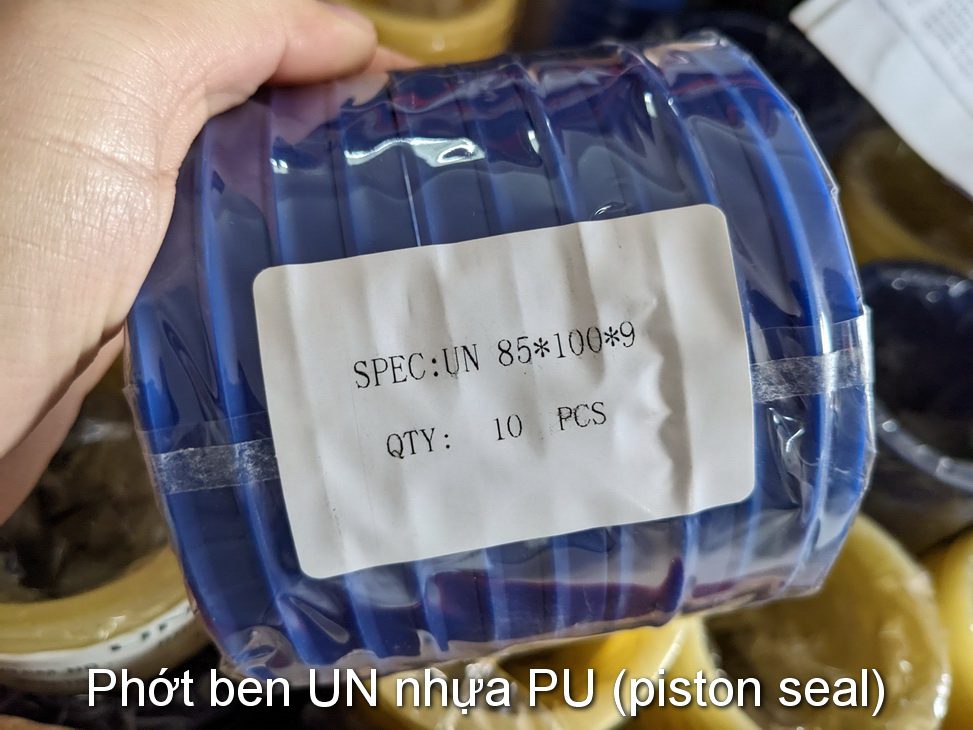 SPEC:UN 85*100*9
QTY: 10 PCS
Phớt ben UN nhựa PU (piston seal)